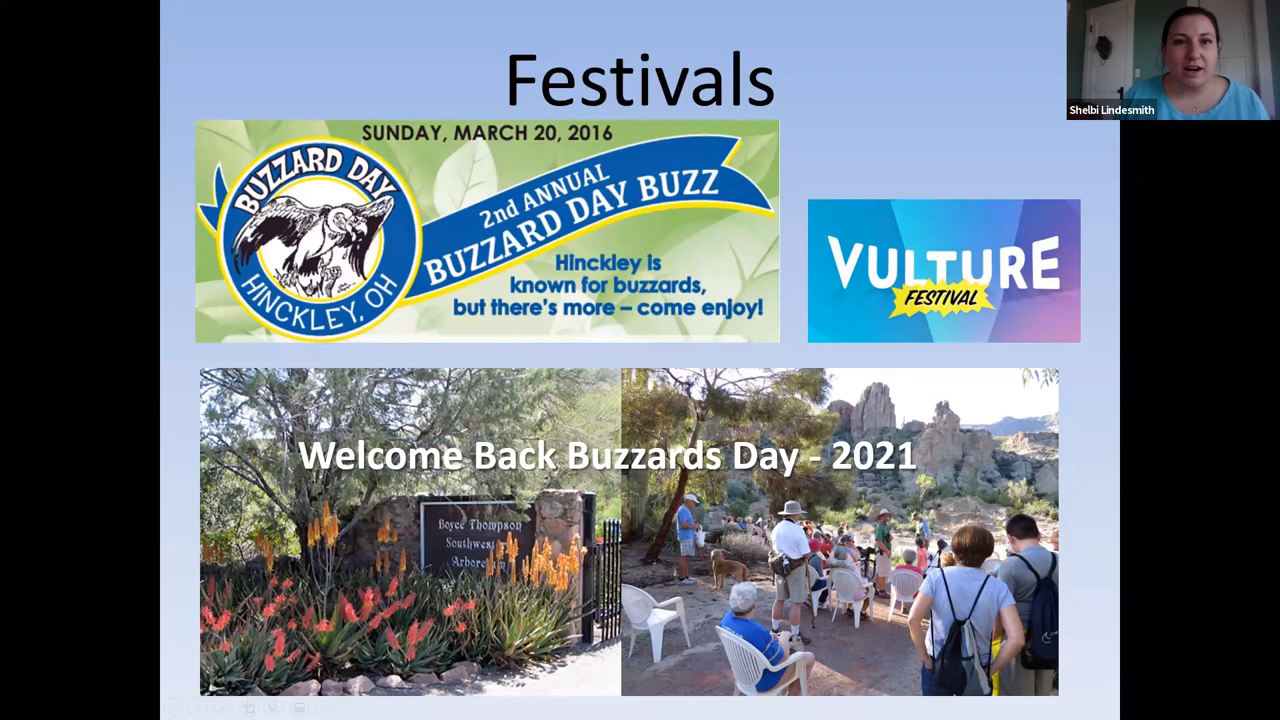 Festivals
SUNDAY, MARCH 20, 2016
BUZZARD DAY
HINCKLEY, OH
2nd ANNUAL
BUZZARD DAY BUZZ
Hinckley is
known for buzzards,
but there's more – come enjoy!
VULTURE
FESTIVAL
Shelbi Lindesmith
Welcome Back Buzzards Day - 2021
Boyce Thompson
Southwestern